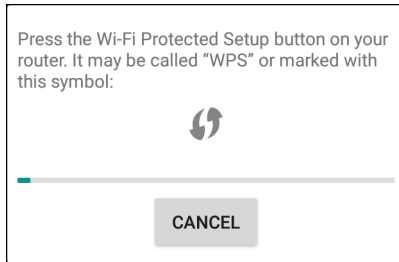 Press the Wi-Fi Protected Setup button on your
router. It may be called “WPS” or marked with
this symbol:
CANCEL